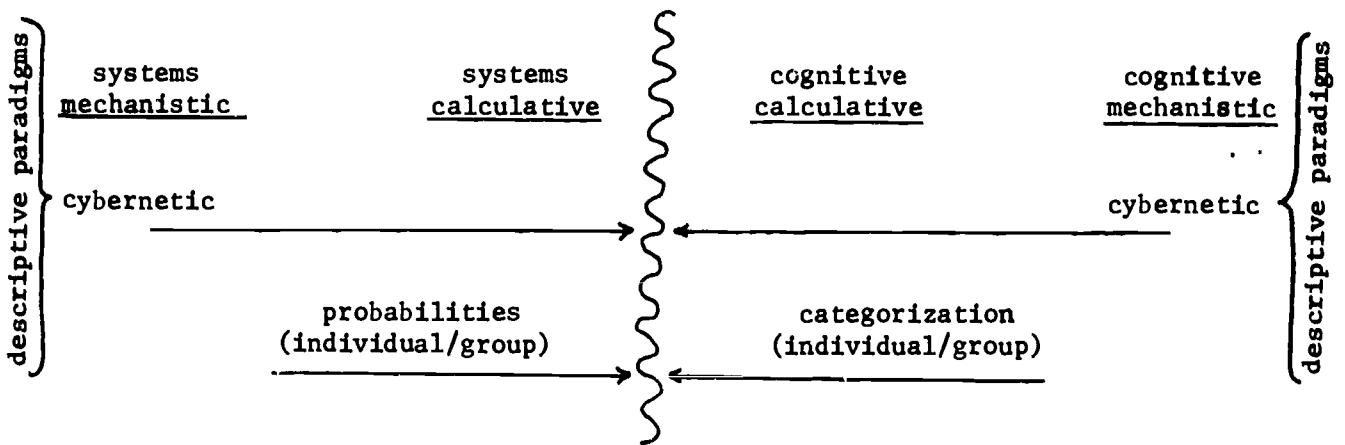 descriptive paradigms
systems
mechanistic
systems
calculative
cognitive
calculative
cognitive
mechanistic
descriptive paradigms
cybernetic
cybernetic
probabilities
(individual/group)
categorization
(individual/group)